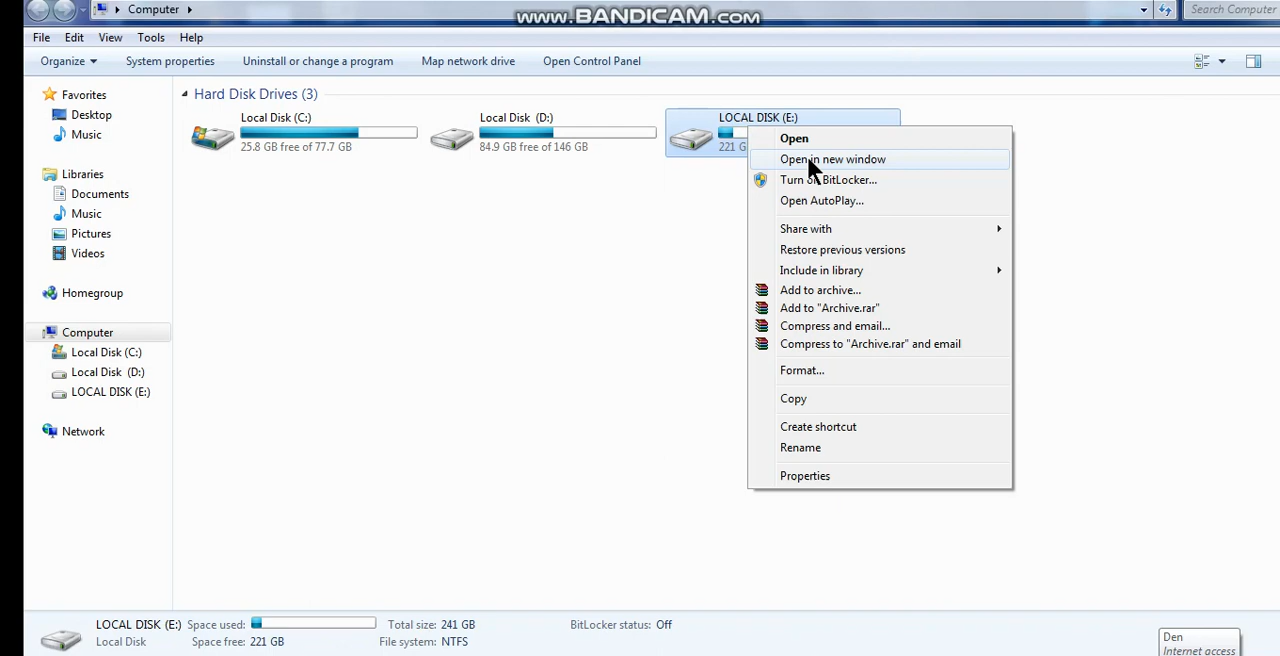 Computer
www.BANDICAM.com
Search Computer
File Edit View Tools Help
Organize System properties Uninstall or change a program Map network drive Open Control Panel
Favorites
Desktop
Music
Libraries
Documents
Music
Pictures
Videos
Homegroup
Computer
Local Disk (C:)
Local Disk (D:)
LOCAL DISK (E:)
Network
Hard Disk Drives (3)
Local Disk (C:)
25.8 GB free of 77.7 GB
Local Disk (D:)
84.9 GB free of 146 GB
LOCAL DISK (E:)
221 G
Open
Open in new window
Turn on BitLocker...
Open AutoPlay...
Share with
Restore previous versions
Include in library
Add to archive...
Add to "Archive.rar"
Compress and email...
Compress to "Archive.rar" and email
Format...
Copy
Create shortcut
Rename
Properties
LOCAL DISK (E:) Space used: Total size: 241 GB BitLocker status: Off
Local Disk Space free: 221 GB File system: NTFS
Den
Internet access